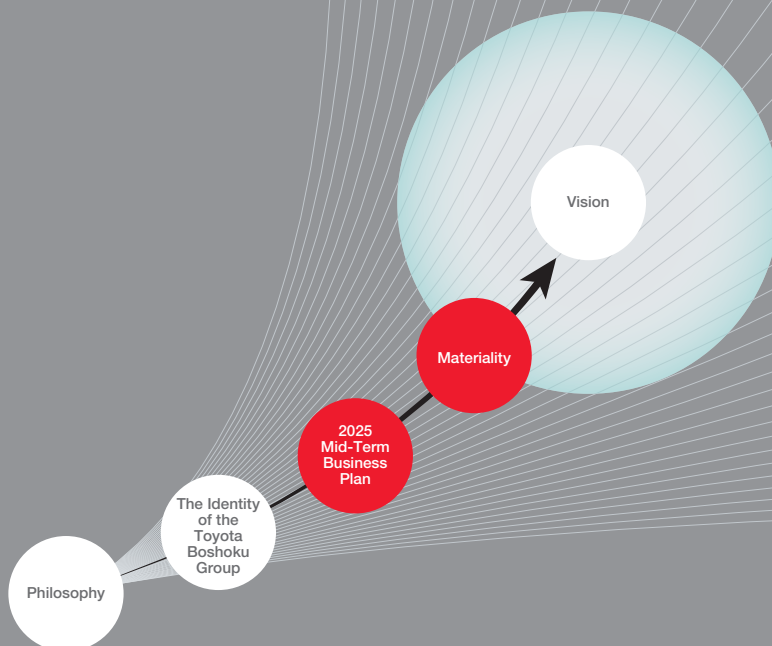 Vision
Materiality
2025
Mid-Term
Business
Plan
The Identity
of the
Toyota
Boshoku
Group
Philosophy